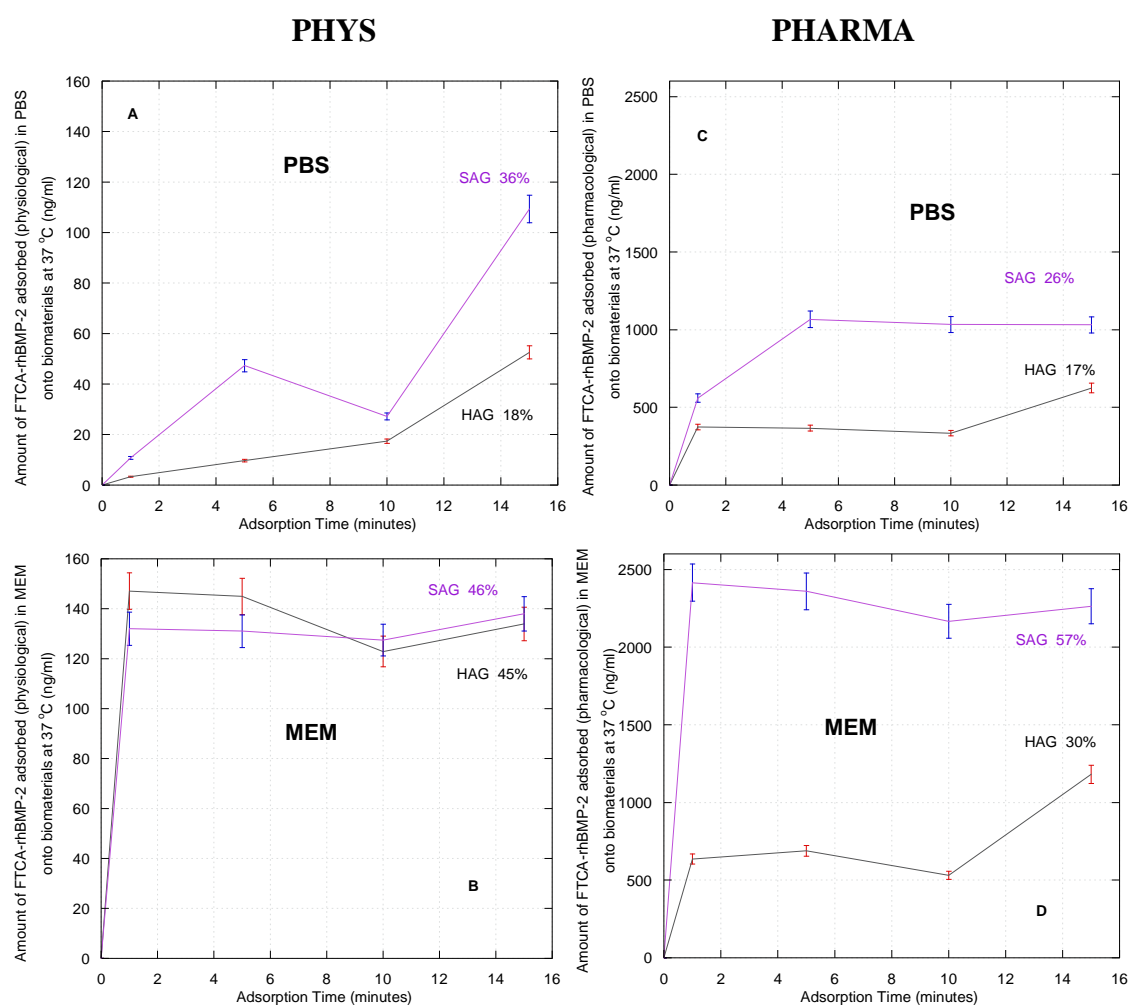 PHYS
PHARMA
Amount of FTCA-rhBMP-2 adsorbed (physiological) in PBS
onto biomaterials at 37 °C (ng/ml)
160
140
120
100
80
60
40
20
0
A
PBS
SAG 36%
HAG 18%
0 2 4 6 8 10 12 14 16
Adsorption Time (minutes)
Amount of FTCA-rhBMP-2 adsorbed (pharmacological) in PBS
onto biomaterials at 37 °C (ng/ml)
2500
2000
1500
1000
500
0
C
PBS
SAG 26%
HAG 17%
0 2 4 6 8 10 12 14 16
Adsorption Time (minutes)
Amount of FTCA-rhBMP-2 adsorbed (physiological) in MEM
onto biomaterials at 37 °C (ng/ml)
160
140
120
100
80
60
40
20
0
SAG 46%
HAG 45%
MEM
B
0 2 4 6 8 10 12 14 16
Adsorption Time (minutes)
Amount of FTCA-rhBMP-2 adsorbed (pharmacological) in MEM
onto biomaterials at 37 °C (ng/ml)
2500
2000
1500
1000
500
0
SAG 57%
MEM
HAG 30%
D
0 2 4 6 8 10 12 14 16
Adsorption Time (minutes)